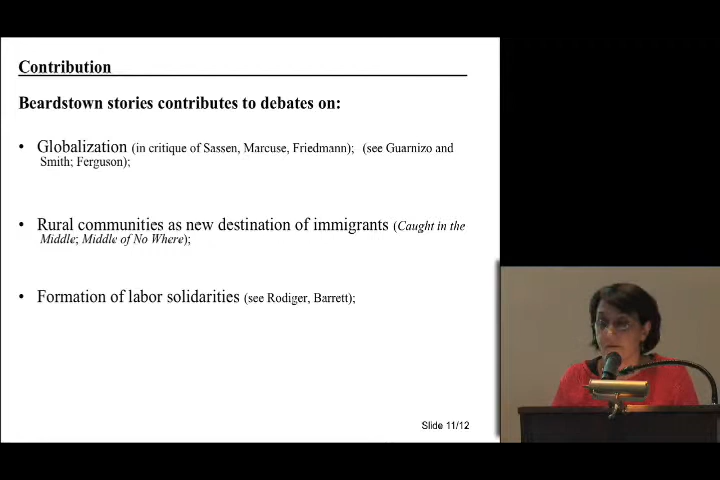 Contribution
Beardstown stories contributes to debates on:
• Globalization (in critique of Sassen, Marcuse, Friedmann); (see Guarnizo and
Smith; Ferguson);
• Rural communities as new destination of immigrants (Caught in the
Middle; Middle of No Where);
• Formation of labor solidarities (see Rodiger, Barrett);
Slide 11/12